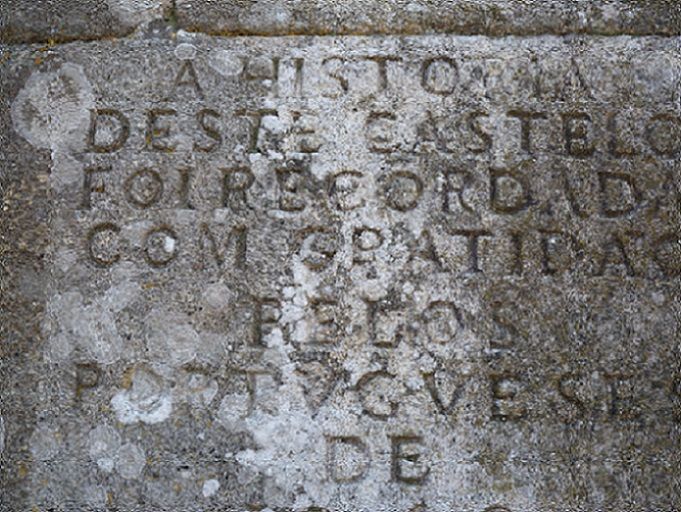 A HISTORIA
DESTE CASTELO
FOI RECORDADA
COM GRATIDAO
PELOS
PORTVGVESES
DE